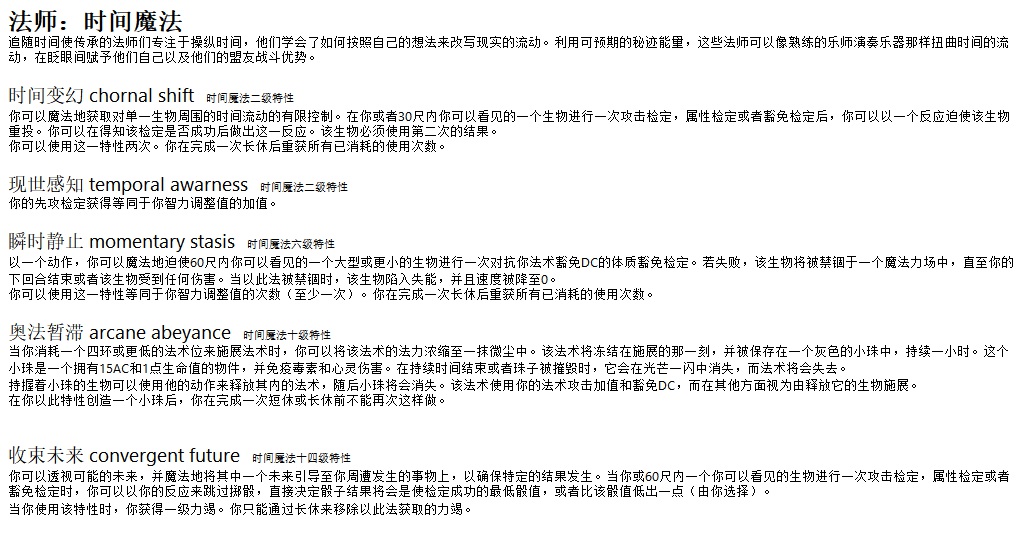 法师：时间魔法
追随时间使传承的法师们专注于操纵时间，他们学会了如何按照自己的想法来改写现实的流动。利用可预期的秘迹能量，这些法师可以像熟练的乐师演奏乐器那样扭曲时间的流
动，在眨眼间赋予他们自己以及他们的盟友战斗优势。
时间变幻 chornal shift 时间魔法二级特性
你可以魔法地获取对单一生物周围的时间流动的有限控制。在你或者30尺内你可以看见的一个生物进行一次攻击检定，属性检定或者豁免检定后，你可以以一个反应迫使该生物
重投。你可以在得知该检定是否成功后做出这一反应。该生物必须使用第二次的结果。
你可以使用这一特性两次。你在完成一次长休后重获所有已消耗的使用次数。
现世感知 temporal awarness 时间魔法二级特性
你的先攻检定获得等同于你智力调整值的加值。
瞬时静止 momentary stasis 时间魔法六级特性
以一个动作，你可以魔法地迫使60尺内你可以看见的一个大型或更小的生物进行一次对抗你法术豁免DC的体质豁免检定。若失败，该生物将被禁锢于一个魔法力场中，直至你的
下回合结束或者该生物受到任何伤害。当以此法被禁锢时，该生物陷入失能，并且速度被降至0。
你可以使用这一特性等同于你智力调整值的次数（至少一次）。你在完成一次长休后重获所有已消耗的使用次数。
奥法暂滞 arcane abeyance 时间魔法十级特性
当你消耗一个四环或更低的法术位来施展法术时，你可以将该法术的法力浓缩至一抹微尘中。该法术将冻结在施展的那一刻，并被保存在一个灰色的小珠中，持续一小时。这个
小珠是一个拥有15AC和1点生命值的物件，并免疫毒素和心灵伤害。在持续时间结束或者珠子被摧毁时，它会在光芒一闪中消失，而法术将会失去。
持握着小珠的生物可以使用他的动作来释放其内的法术，随后小珠将会消失。该法术使用你的法术攻击加值和豁免DC，而在其他方面视为由释放它的生物施展。
在你以此特性创造一个小珠后，你在完成一次短休或长休前不能再次这样做。
收束未来 convergent future 时间魔法十四级特性
你可以透视可能的未来，并魔法地将其中一个未来引导至你周遭发生的事物上，以确保特定的结果发生。当你或60尺内一个你可以看见的生物进行一次攻击检定，属性检定或者
豁免检定时，你可以以你的反应来跳过掷骰，直接决定骰子结果将会是使检定成功的最低骰值，或者比该骰值低出一点（由你选择）。
当你使用该特性时，你获得一级力竭。你只能通过长休来移除以此法获取的力竭。